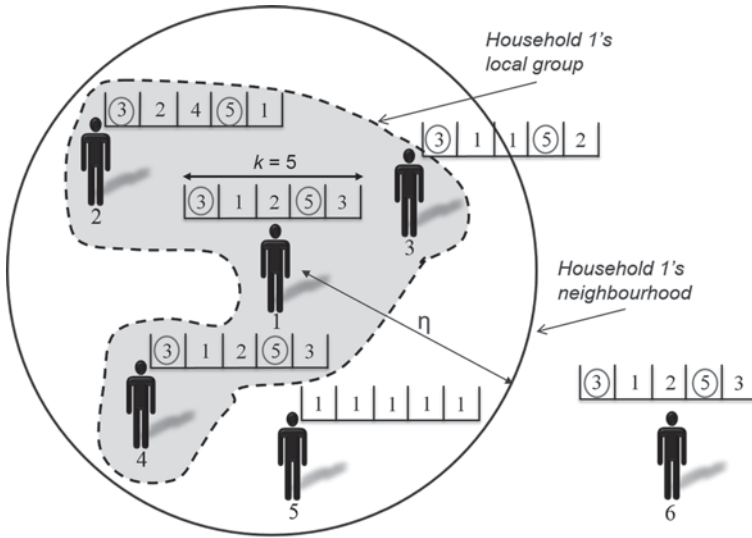 Household 1's
local group
3 2 4 5 1
3 1 1 5 2
k = 5
3 1 2 5 3
2
3
1
Household 1's
neighbourhood
η
3 1 2 5 3
3 1 2 5 3
1 1 1 1 1
4
5
6